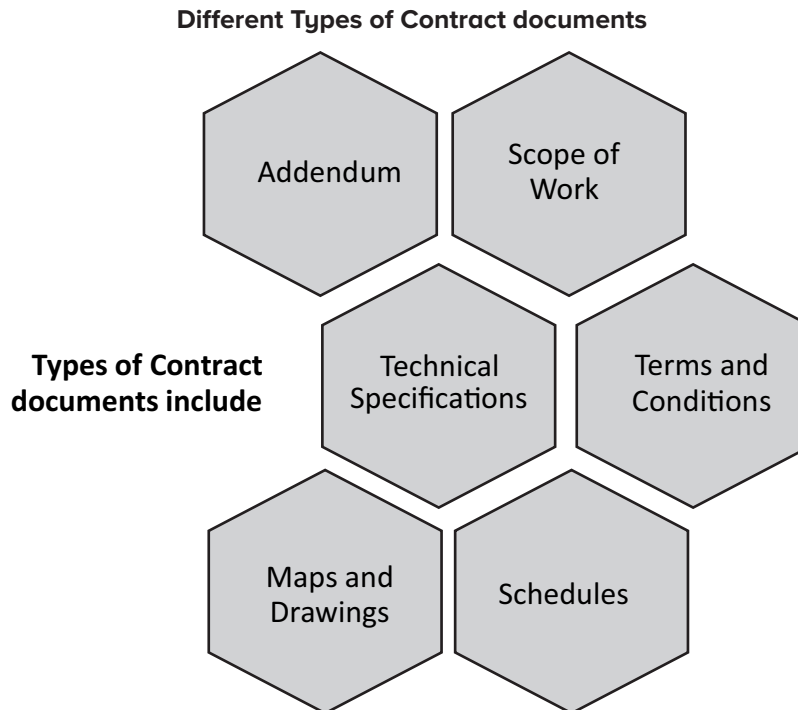 Different Types of Contract documents
Addendum
Scope of
Work
Types of Contract
documents include
Technical
Specifications
Terms and
Conditions
Maps and
Drawings
Schedules